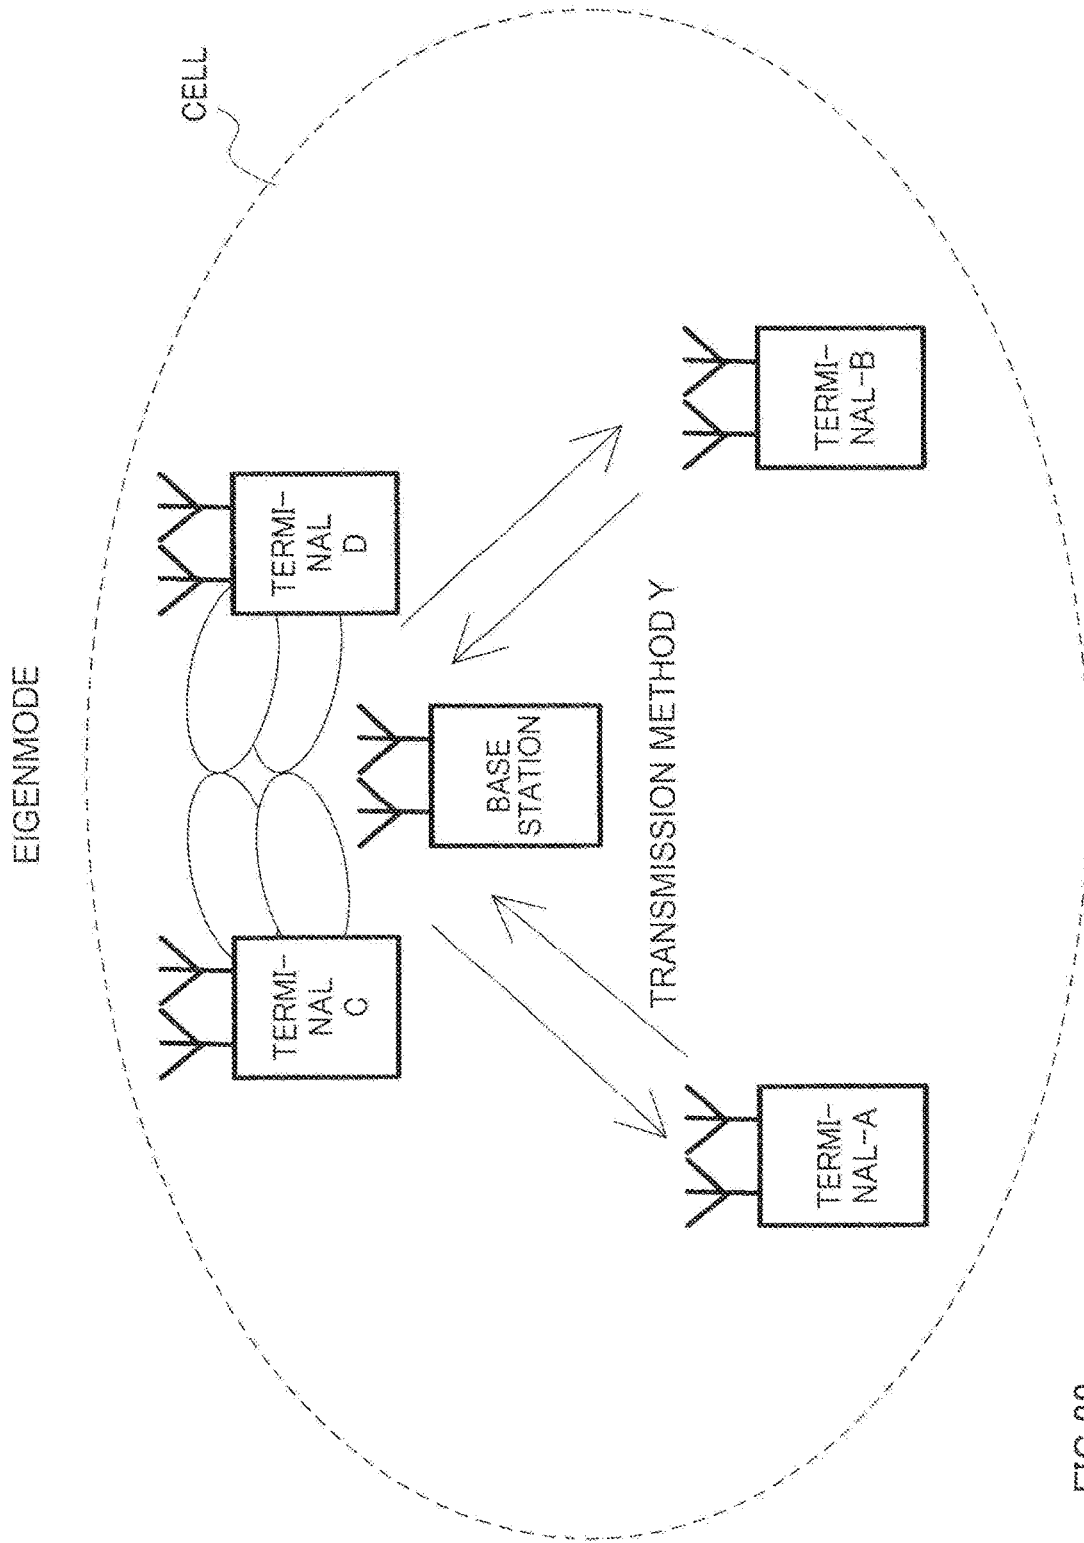 EIGENMODE
CELL
TERMI-
NAL
C
TERMI-
NAL
D
BASE
STATION
TRANSMISSION METHOD Y
TERMI-
NAL-A
TERMI-
NAL-B